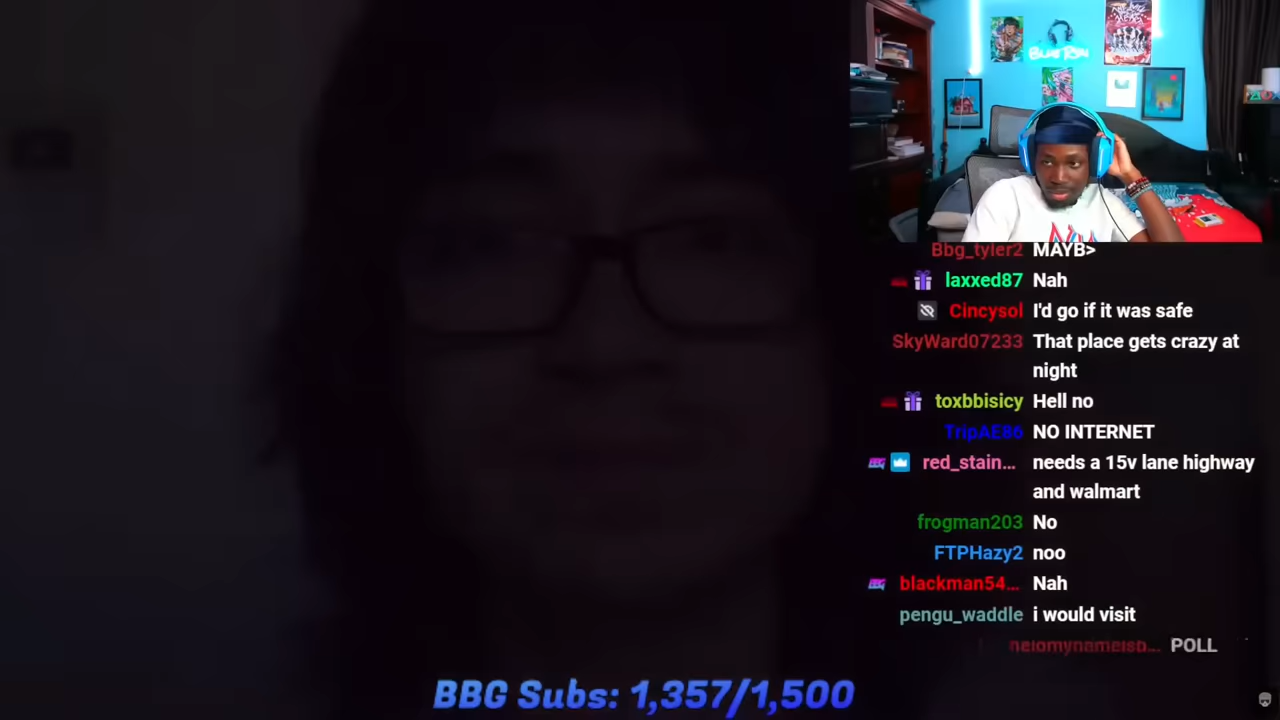 Bbg_tyler2 MAYB>
laxxed87 Nah
Cincysol I'd go if it was safe
SkyWard07233 That place gets crazy at
night
toxbbisicy Hell no
TripAE86 NO INTERNET
red_stain... needs a 15v lane highway
and walmart
frogman203 No
FTPHazy2 noo
blackman54... Nah
pengu_waddle i would visit
POLL
BBG Subs: 1,357/1,500